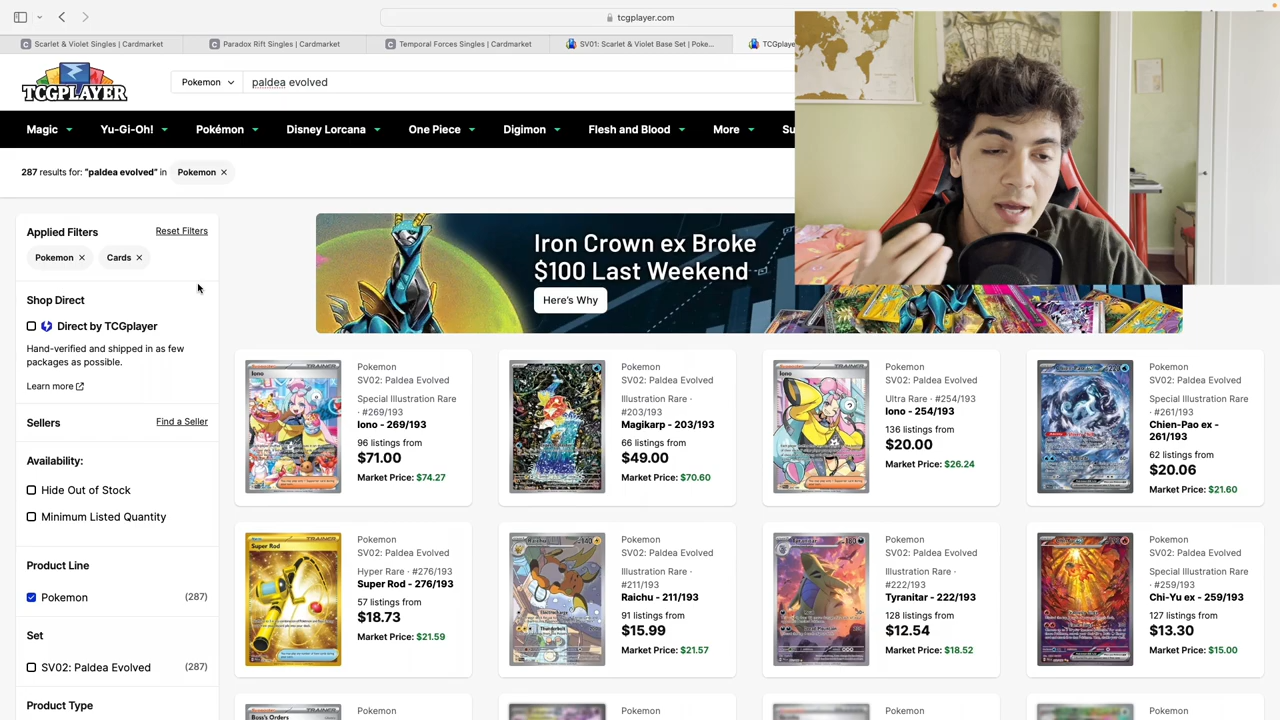 tcgplayer.com
Scarlet & Violet Singles | Cardmarket
Paradox Rift Singles | Cardmarket
Temporal Forces Singles | Cardmarket
SV01: Scarlet & Violet Base Set | Poke...
TCGplaye
TCGPLAYER
Pokemon
paldea evolved
Magic
Yu-Gi-Oh!
Pokémon
Disney Lorcana
One Piece
Digimon
Flesh and Blood
More
Su
287 results for: "paldea evolved" in
Pokemon ×
Applied Filters
Reset Filters
Pokemon ×
Cards ×
Shop Direct
Direct by TCGplayer
Hand-verified and shipped in as few
packages as possible.
Learn more
Sellers
Find a Seller
Availability:
Hide Out of Stock
Minimum Listed Quantity
Product Line
Pokemon
(287)
Set
SV02: Paldea Evolved
(287)
Product Type
Iron Crown ex Broke
$100 Last Weekend
Here's Why
Pokemon
SV02: Paldea Evolved
Special Illustration Rare
· #269/193
Iono - 269/193
86 listings from
$71.00
Market Price: $74.27
Pokemon
SV02: Paldea Evolved
Illustration Rare ·
#203/193
Magikarp - 203/193
66 listings from
$49.00
Market Price: $70.60
Pokemon
SV02: Paldea Evolved
Ultra Rare · #254/193
Iono - 254/193
136 listings from
$20.00
Market Price: $26.24
Pokemon
SV02: Paldea Evolved
Special Illustration Rare
· #261/193
Chien-Pao ex -
261/193
62 listings from
$20.06
Market Price: $21.60
Pokemon
SV02: Paldea Evolved
Hyper Rare · #276/193
Super Rod - 276/193
57 listings from
$18.73
Market Price: $21.59
Pokemon
SV02: Paldea Evolved
Illustration Rare ·
#211/193
Raichu - 211/193
91 listings from
$15.99
Market Price: $21.57
Pokemon
SV02: Paldea Evolved
Illustration Rare ·
#222/193
Tyranitar - 222/193
128 listings from
$12.54
Market Price: $18.52
Pokemon
SV02: Paldea Evolved
Special Illustration Rare
· #259/193
Chi-Yu ex - 259/193
127 listings from
$13.30
Market Price: $15.00
Iono
Iono
Super Rod
Raichu
Tyranitar
Boss's Orders
Pokemon
Pokemon
Pokemon
Pokemon